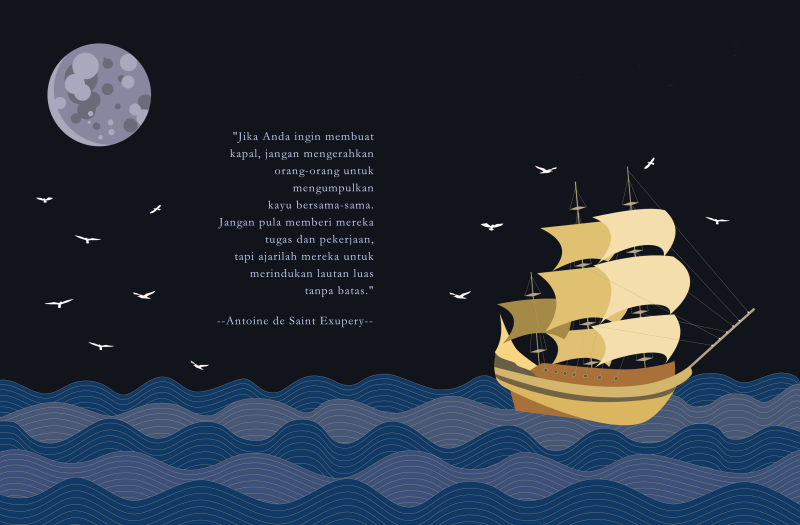 "Jika Anda ingin membuat
kapal, jangan mengerahkan
orang-orang untuk
mengumpulkan
kayu bersama-sama.
Jangan pula memberi mereka
tugas dan pekerjaan,
tapi ajarilah mereka untuk
merindukan lautan luas
tanpa batas."
--Antoine de Saint Exupery--